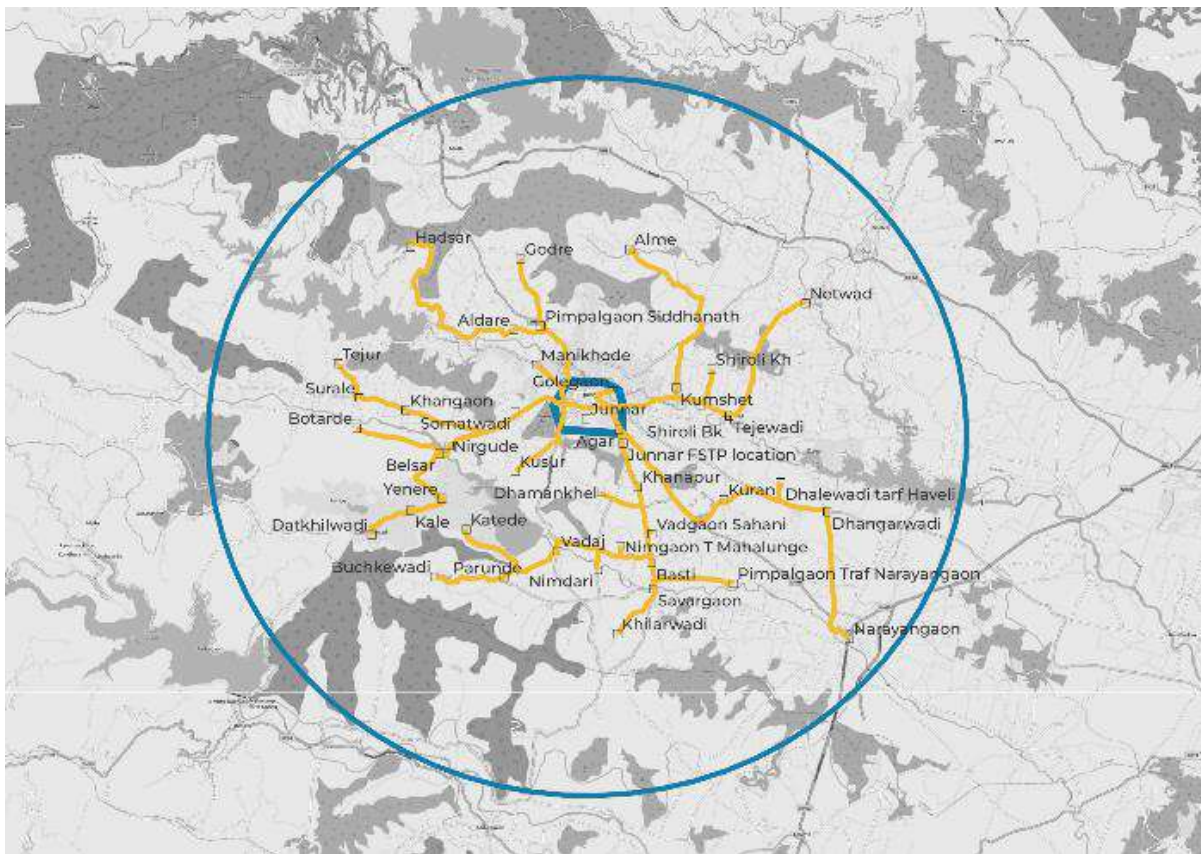 Hadsar
Godre
Alme
Netwad
Aldare
Pimpalgaon Siddhanath
Tejur
Manikhode
Shiroli Kh
Surale
Golegaon
Khangaon
Kumshet
Botarde
Somatwadi
Junnar
Tejewadi
Shiroli Bk
Nirgude
Agar
Junnar FSTP location
Belsar
Kusur
Khanapur
Yenere
Dhamankhel
Kuran
Dhalewadi tarf Haveli
Datkhilwadi
Kale
Katede
Vadgaon Sahani
Dhangarwadi
Vadaj
Nimgaon T Mahalunge
Buchkewadi
Parunde
Nimdari
Basti
Pimpalgaon Traf Narayangaon
Savargaon
Khilarwadi
Narayangaon